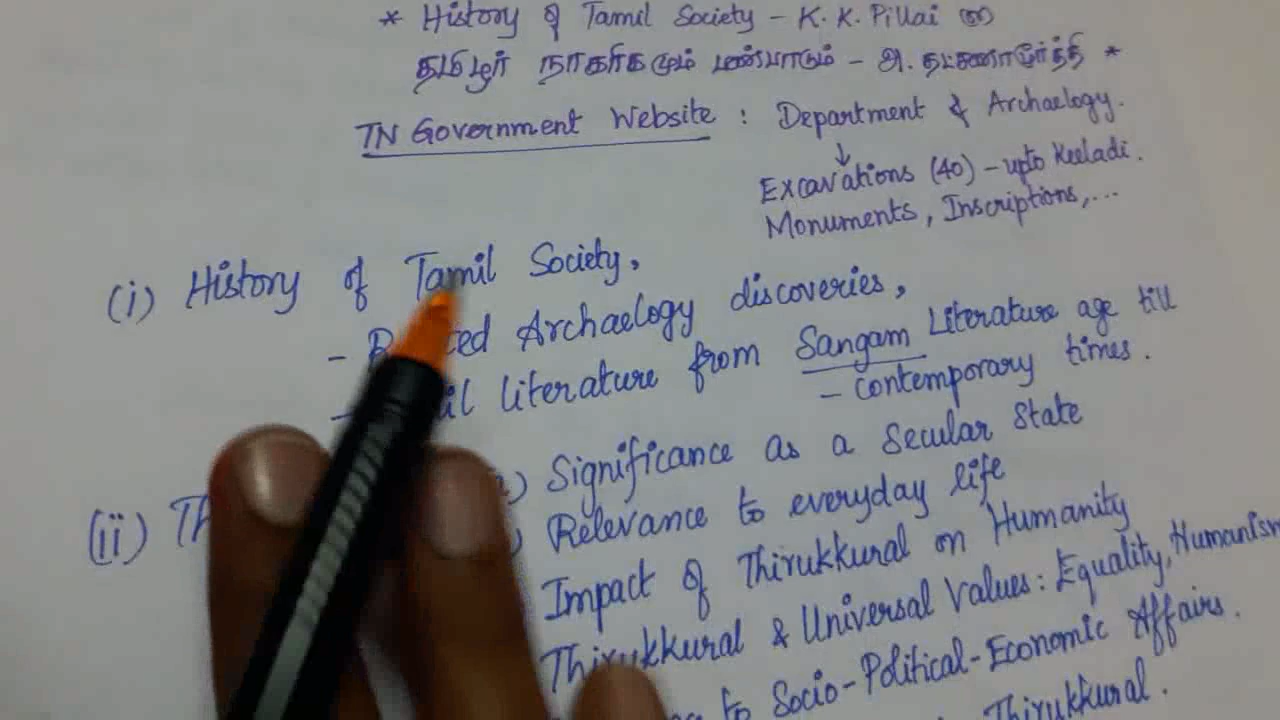 * History of Tamil Society - K. K. Pillai (or)
தமிழர் நாகரிகமும் பண்பாடும் - அ. தட்சணாமூர்த்தி *
TN Government Website : Department of Archaelogy.
↓
Excavations (40) - upto Keeladi.
Monuments, Inscriptions,...
(i) History of Tamil Society,
- Archaelogy discoveries,
- literature from Sangam Literature age till
- contemporary times.
(ii) Significance as a Secular State
Relevance to everyday life
Impact of Thirukkural on Humanity
Thirukkural & Universal Values: Equality, Humanism
to Socio-Political-Economic Affairs.
Thirukkural.